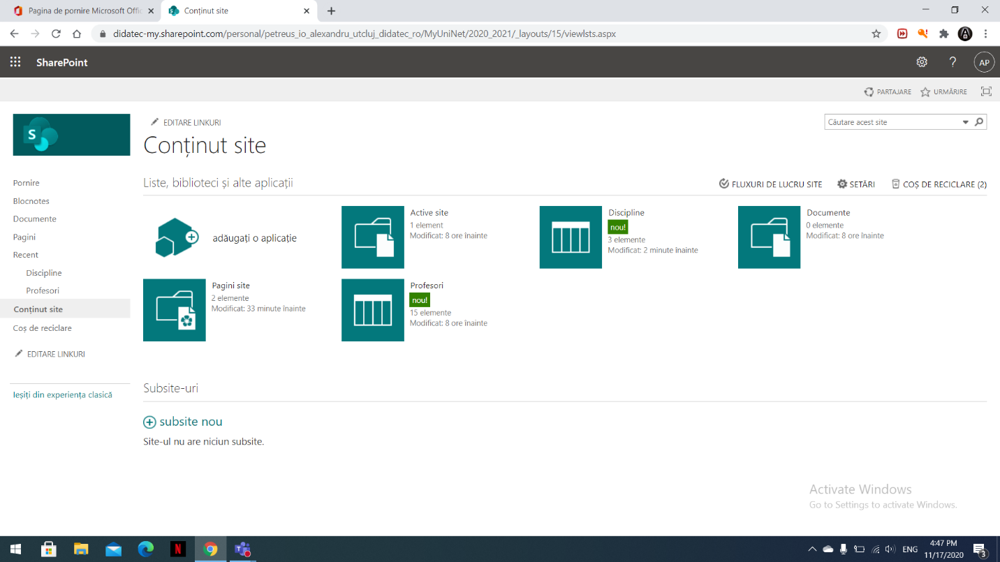 Pagina de pornire Microsoft Offic
Conținut site
didatec-my.sharepoint.com/personal/petreus_io_alexandru_utcluj_didatec_ro/MyUniNet/2020_2021/_layouts/15/viewlsts.aspx
SharePoint
AP
PARTAJARE
URMĂRIRE
S
EDITARE LINKURI
Căutare acest site
Conținut site
Pornire
Blocnotes
Documente
Pagini
Recent
Discipline
Profesori
Conținut site
Coș de reciclare
EDITARE LINKURI
Ieșiți din experiența clasică
Liste, biblioteci și alte aplicații
FLUXURI DE LUCRU SITE
SETĂRI
COȘ DE RECICLARE (2)
adăugați o aplicație
Active site
1 element
Modificat: 8 ore înainte
Discipline
nou!
3 elemente
Modificat: 2 minute înainte
Documente
0 elemente
Modificat: 8 ore înainte
Pagini site
2 elemente
Modificat: 33 minute înainte
Profesori
nou!
15 elemente
Modificat: 8 ore înainte
Subsite-uri
subsite nou
Site-ul nu are niciun subsite.
Activate Windows
Go to Settings to activate Windows.
N
T
ENG
4:47 PM
11/17/2020
3